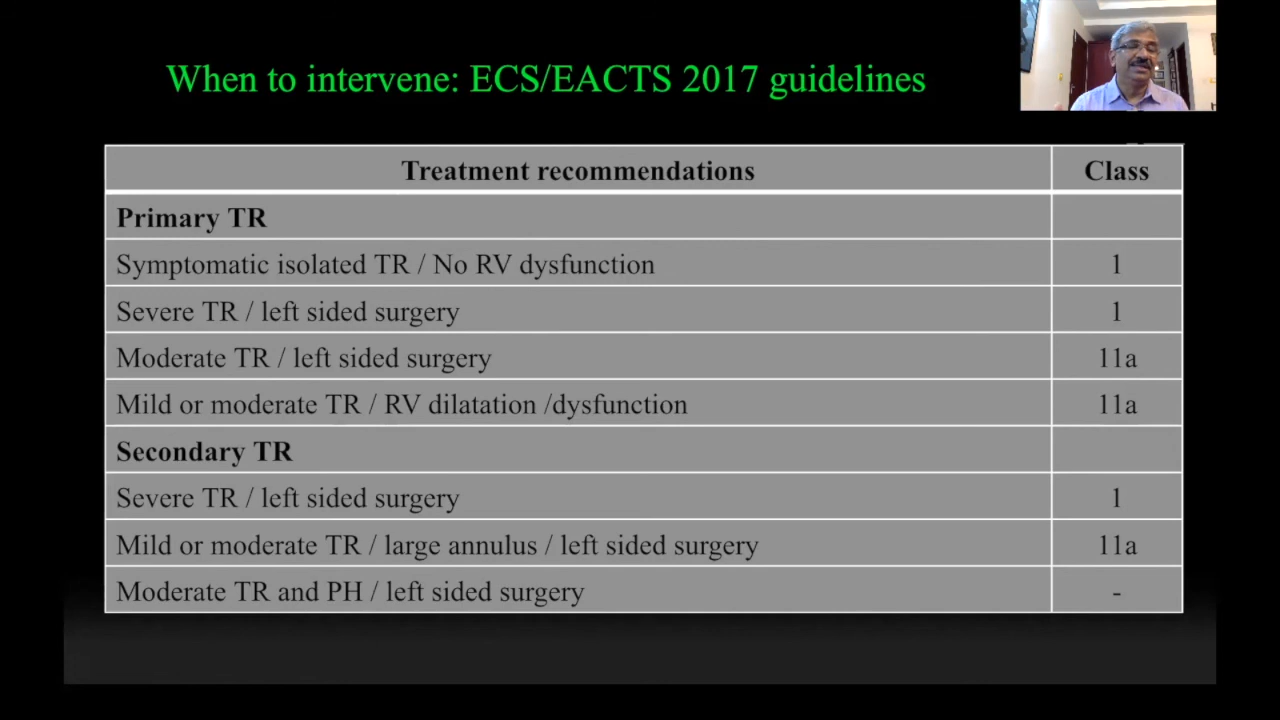 When to intervene: ECS/EACTS 2017 guidelines
Treatment recommendations Class
Primary TR
Symptomatic isolated TR / No RV dysfunction 1
Severe TR / left sided surgery 1
Moderate TR / left sided surgery 11a
Mild or moderate TR / RV dilatation /dysfunction 11a
Secondary TR
Severe TR / left sided surgery 1
Mild or moderate TR / large annulus / left sided surgery 11a
Moderate TR and PH / left sided surgery -